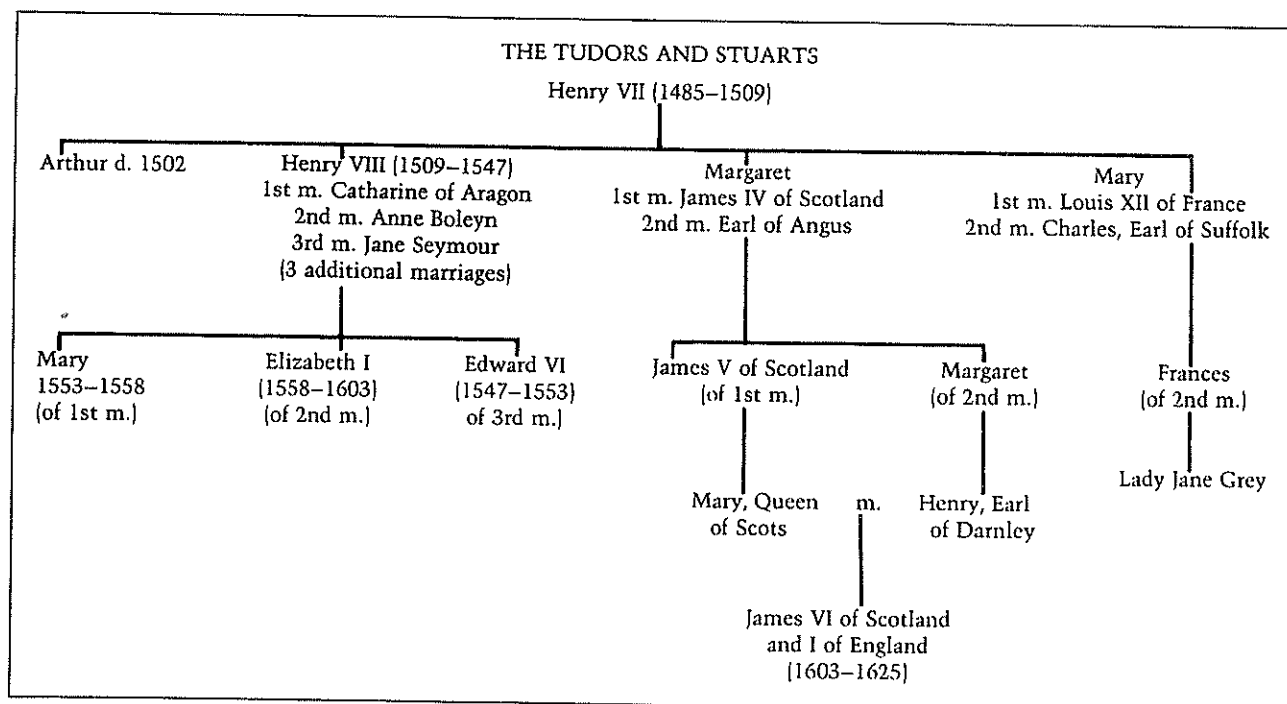 THE TUDORS AND STUARTS
Henry VII (1485–1509)
Arthur d. 1502
Henry VIII (1509–1547)
1st m. Catharine of Aragon
2nd m. Anne Boleyn
3rd m. Jane Seymour
(3 additional marriages)
Margaret
1st m. James IV of Scotland
2nd m. Earl of Angus
Mary
1st m. Louis XII of France
2nd m. Charles, Earl of Suffolk
Mary
1553–1558
(of 1st m.)
Elizabeth I
(1558–1603)
(of 2nd m.)
Edward VI
(1547–1553)
of 3rd m.)
James V of Scotland
(of 1st m.)
Margaret
(of 2nd m.)
Frances
(of 2nd m.)
Mary, Queen
of Scots
m.
Henry, Earl
of Darnley
Lady Jane Grey
James VI of Scotland
and I of England
(1603–1625)